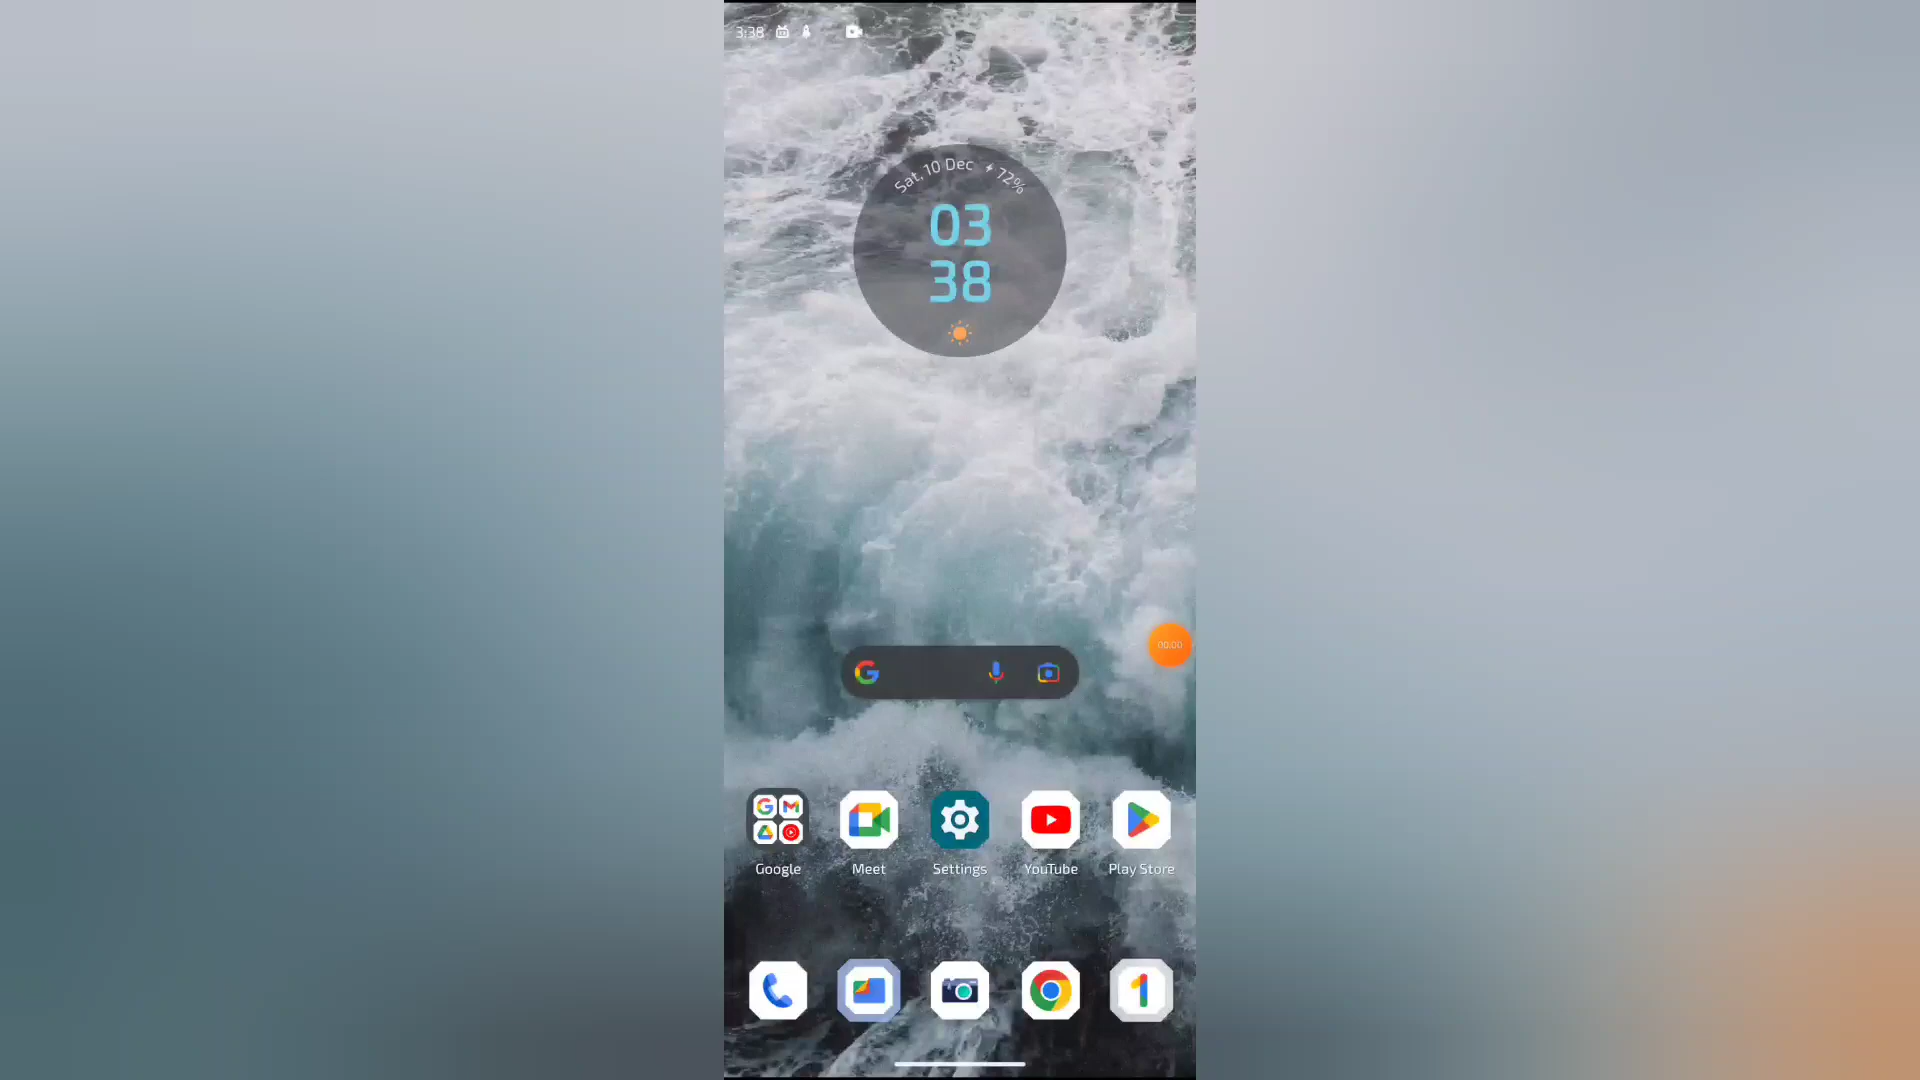 3:38
Sat, 10 Dec 72%
03
38
00:00
Google
Meet
Settings
YouTube
Play Store